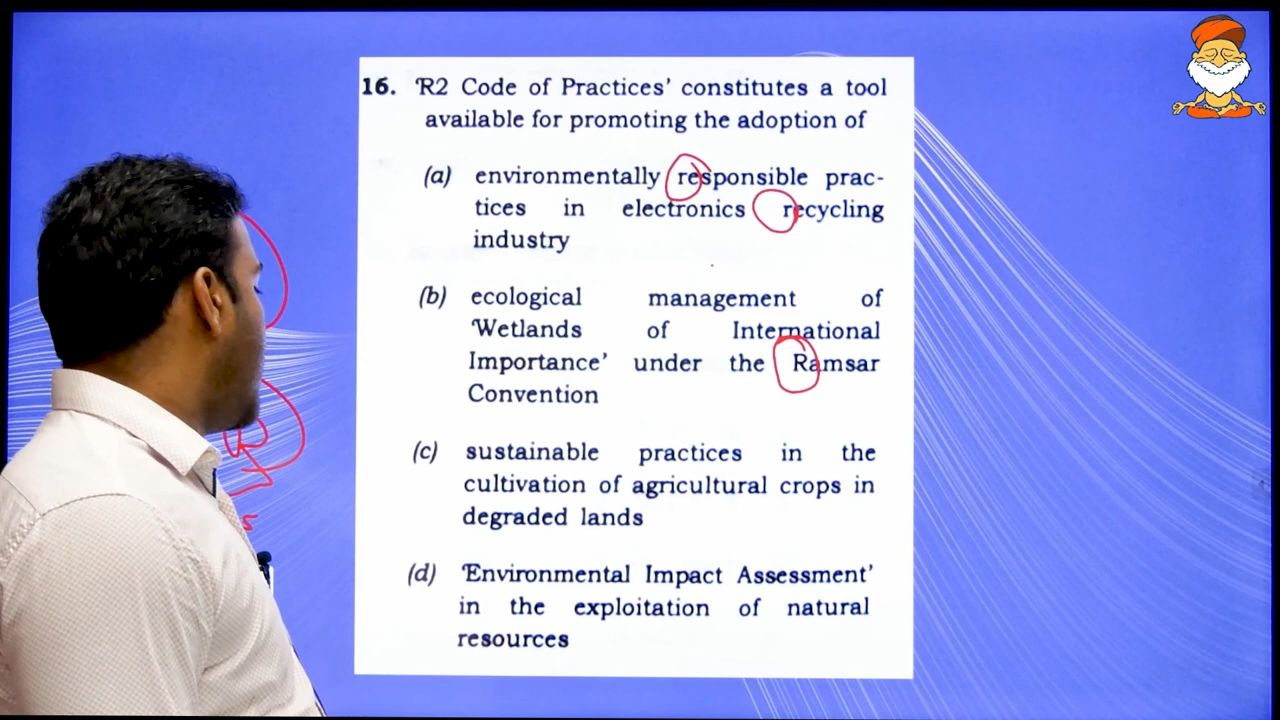 16. 'R2 Code of Practices' constitutes a tool
available for promoting the adoption of
(a) environmentally responsible prac-
tices in electronics recycling
industry
(b) ecological management of
'Wetlands of International
Importance' under the Ramsar
Convention
(c) sustainable practices in the
cultivation of agricultural crops in
degraded lands
(d) 'Environmental Impact Assessment'
in the exploitation of natural
resources